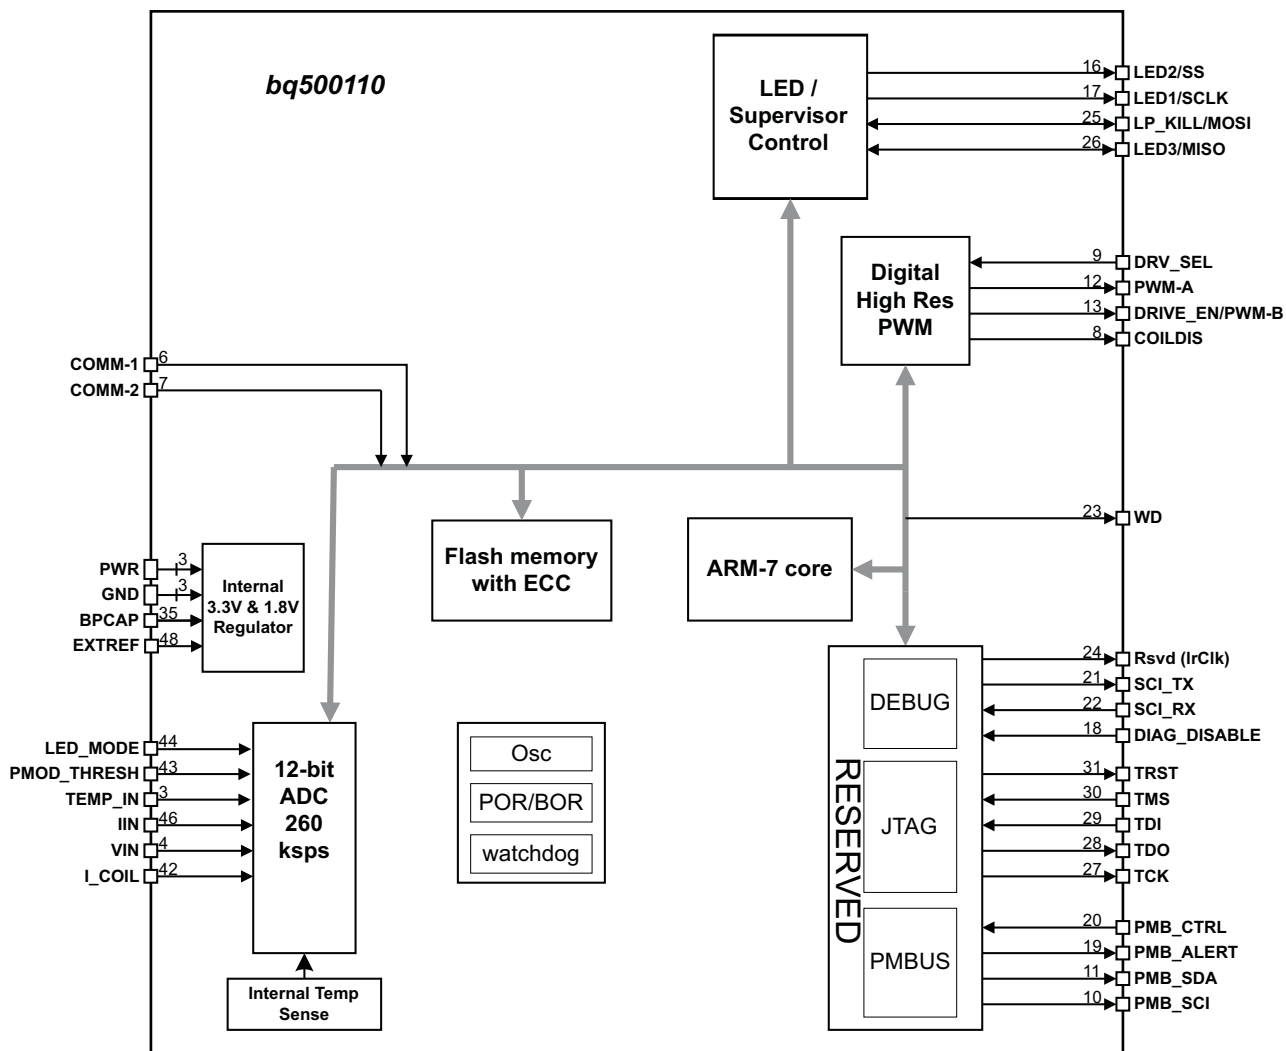 bq500110
LED /
Supervisor
Control
16 LED2/SS
17 LED1/SCLK
25 LP_KILL/MOSI
26 LED3/MISO
Digital
High Res
PWM
9 DRV_SEL
12 PWM-A
13 DRIVE_EN/PWM-B
8 COILDIS
COMM-1 6
COMM-2 7
Flash memory
with ECC
ARM-7 core
23 WD
PWR 3
GND 3
BPCAP 35
EXTREF 48
Internal
3.3V & 1.8V
Regulator
LED_MODE 44
PMOD_THRESH 43
TEMP_IN 3
IIN 46
VIN 4
I_COIL 42
12-bit
ADC
260
ksps
Internal Temp
Sense
Osc
POR/BOR
watchdog
RESERVED
DEBUG
JTAG
PMBUS
24 Rsvd (IrClk)
21 SCI_TX
22 SCI_RX
18 DIAG_DISABLE
31 TRST
30 TMS
29 TDI
28 TDO
27 TCK
20 PMB_CTRL
19 PMB_ALERT
11 PMB_SDA
10 PMB_SCI